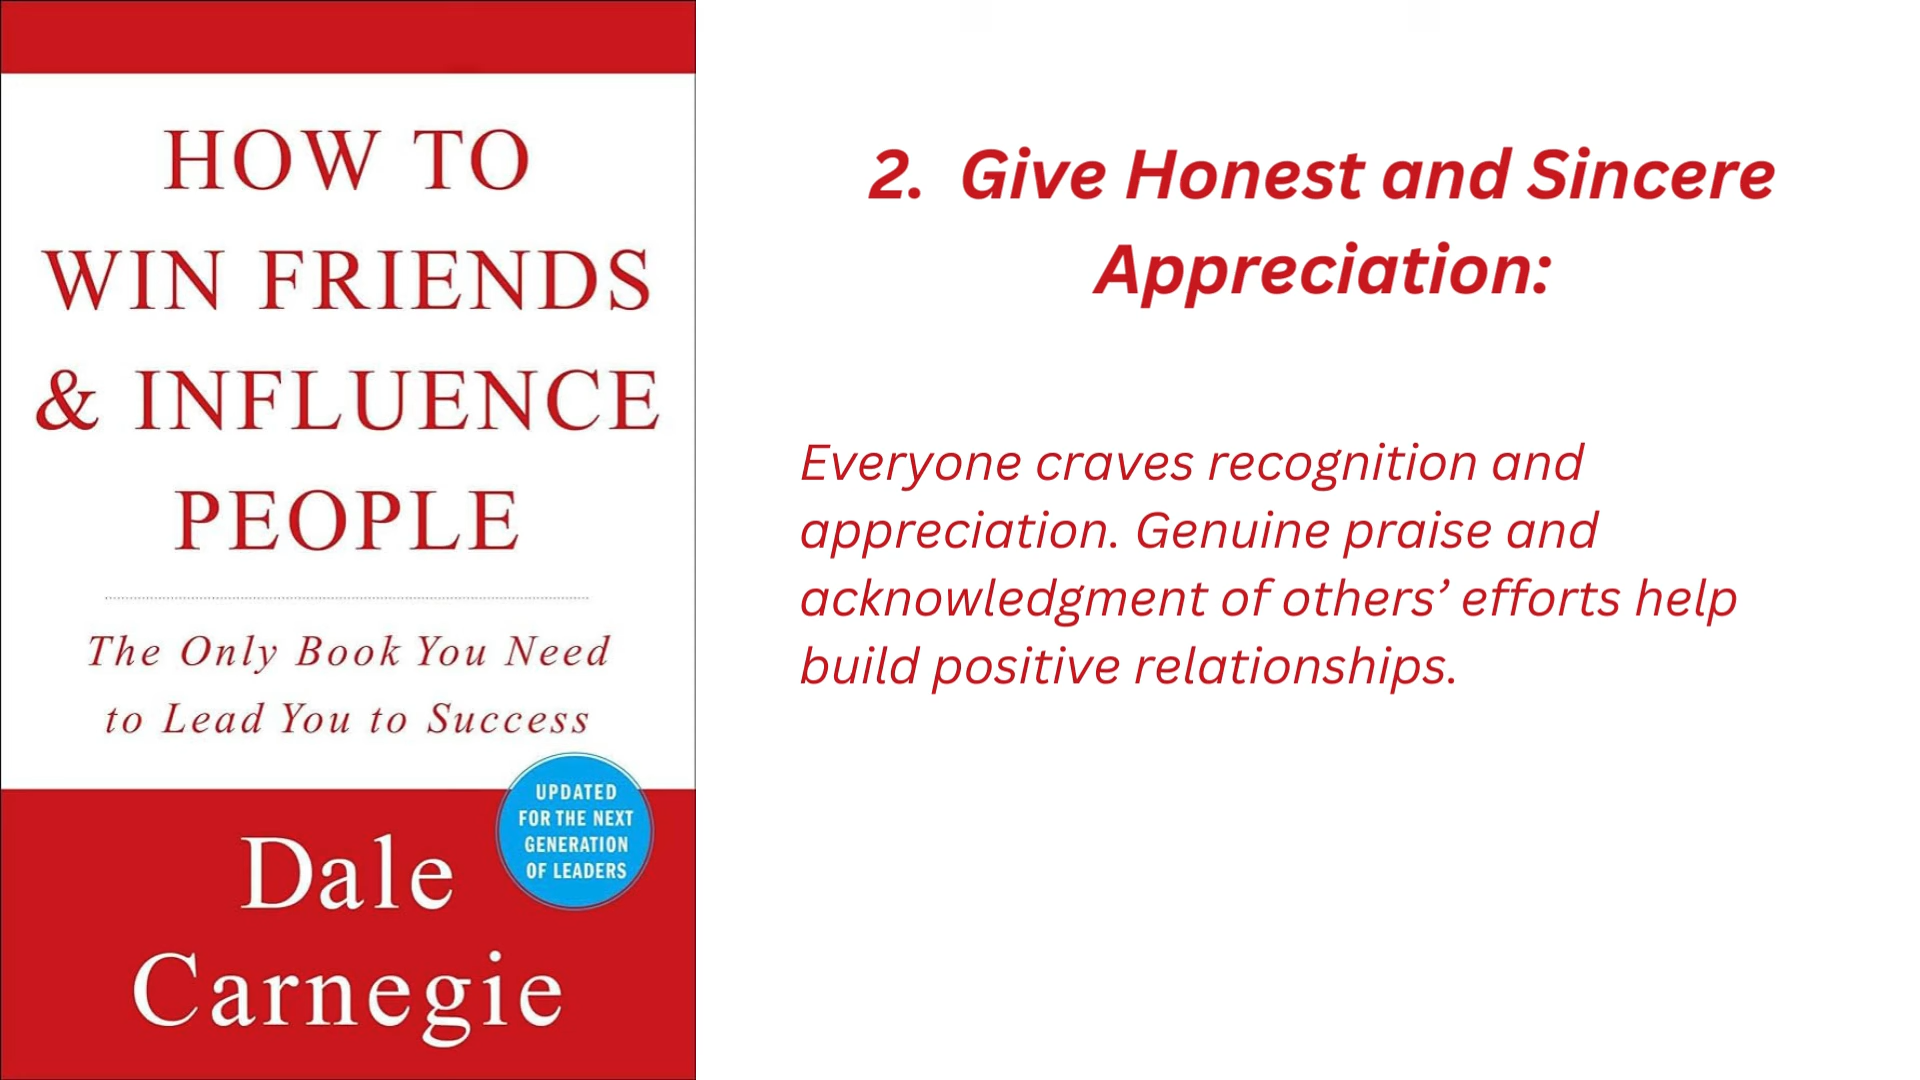 HOW TO
WIN FRIENDS
& INFLUENCE
PEOPLE
The Only Book You Need
to Lead You to Success
UPDATED
FOR THE NEXT
GENERATION
OF LEADERS
Dale
Carnegie
2. Give Honest and Sincere
Appreciation:
Everyone craves recognition and
appreciation. Genuine praise and
acknowledgment of others’ efforts help
build positive relationships.